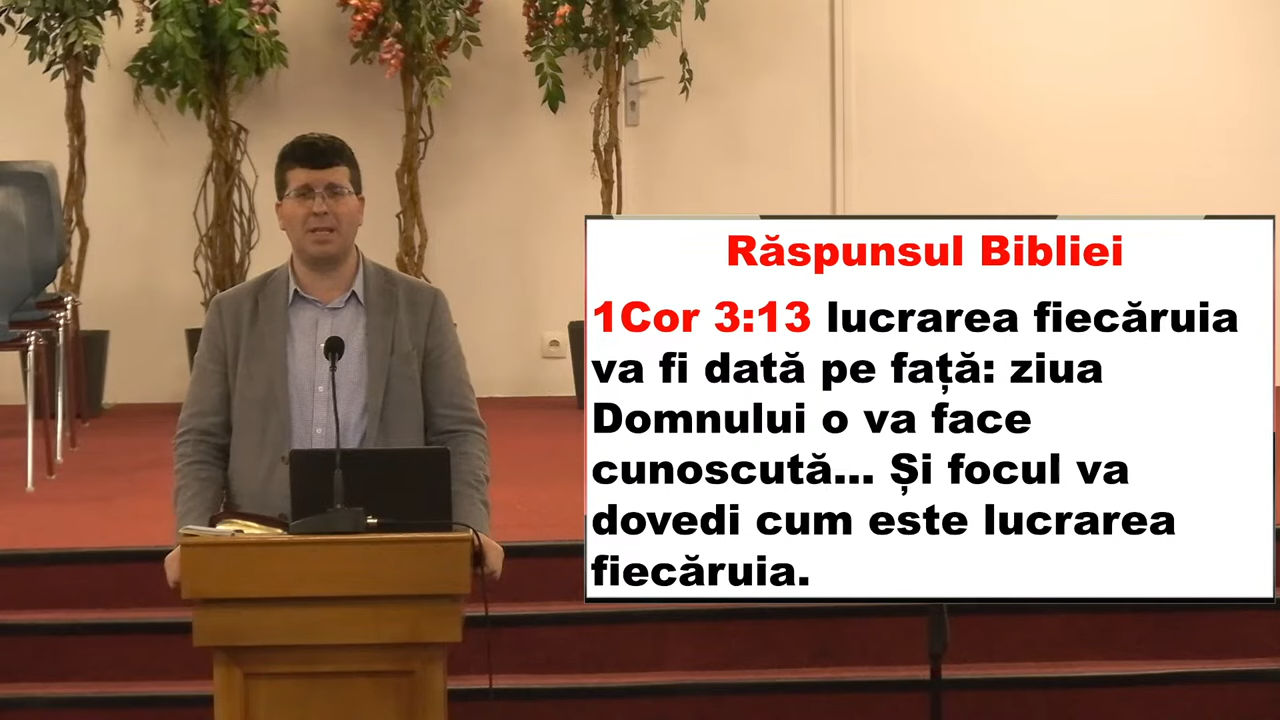 Răspunsul Bibliei
1Cor 3:13 lucrarea fiecăruia
va fi dată pe față: ziua
Domnului o va face
cunoscută... Și focul va
dovedi cum este lucrarea
fiecăruia.